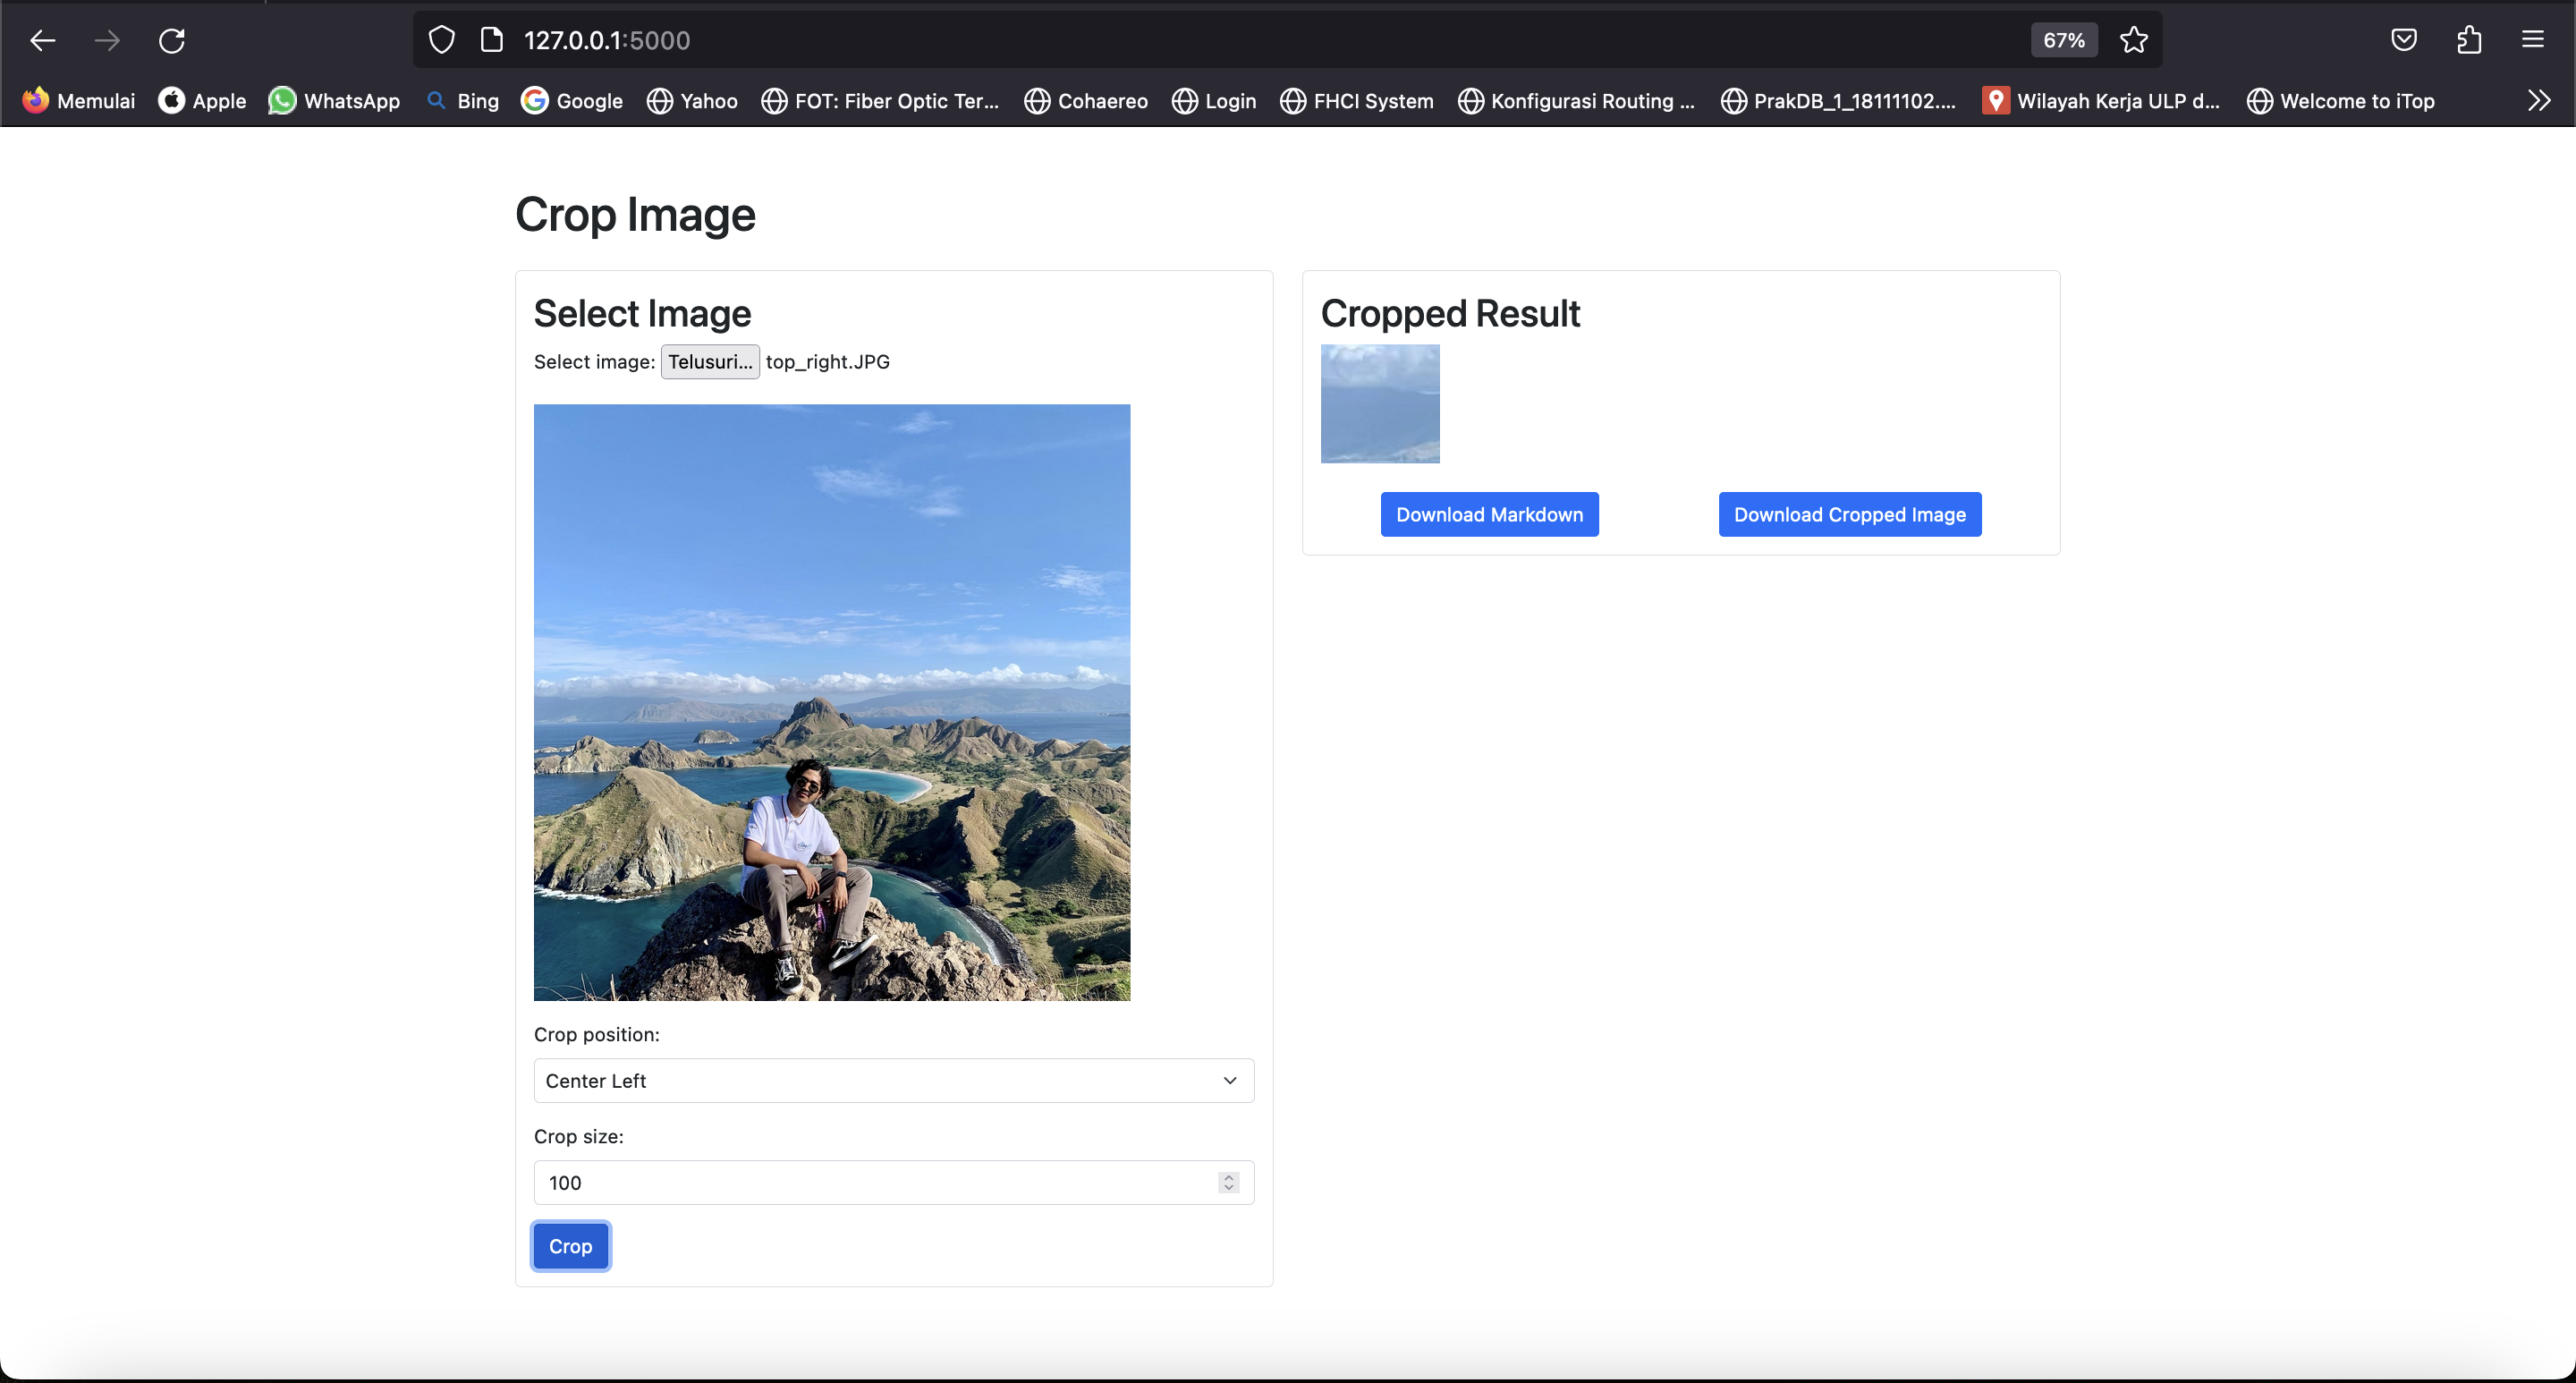 127.0.0.1:5000
67%
Memulai Apple WhatsApp Bing Google Yahoo FOT: Fiber Optic Ter... Cohaereo Login FHCI System Konfigurasi Routing ... PrakDB_1_18111102.... Wilayah Kerja ULP d... Welcome to iTop
Crop Image
Select Image
Select image: Telusuri... top_right.JPG
Crop position:
Center Left
Crop size:
100
Crop
Cropped Result
Download Markdown Download Cropped Image